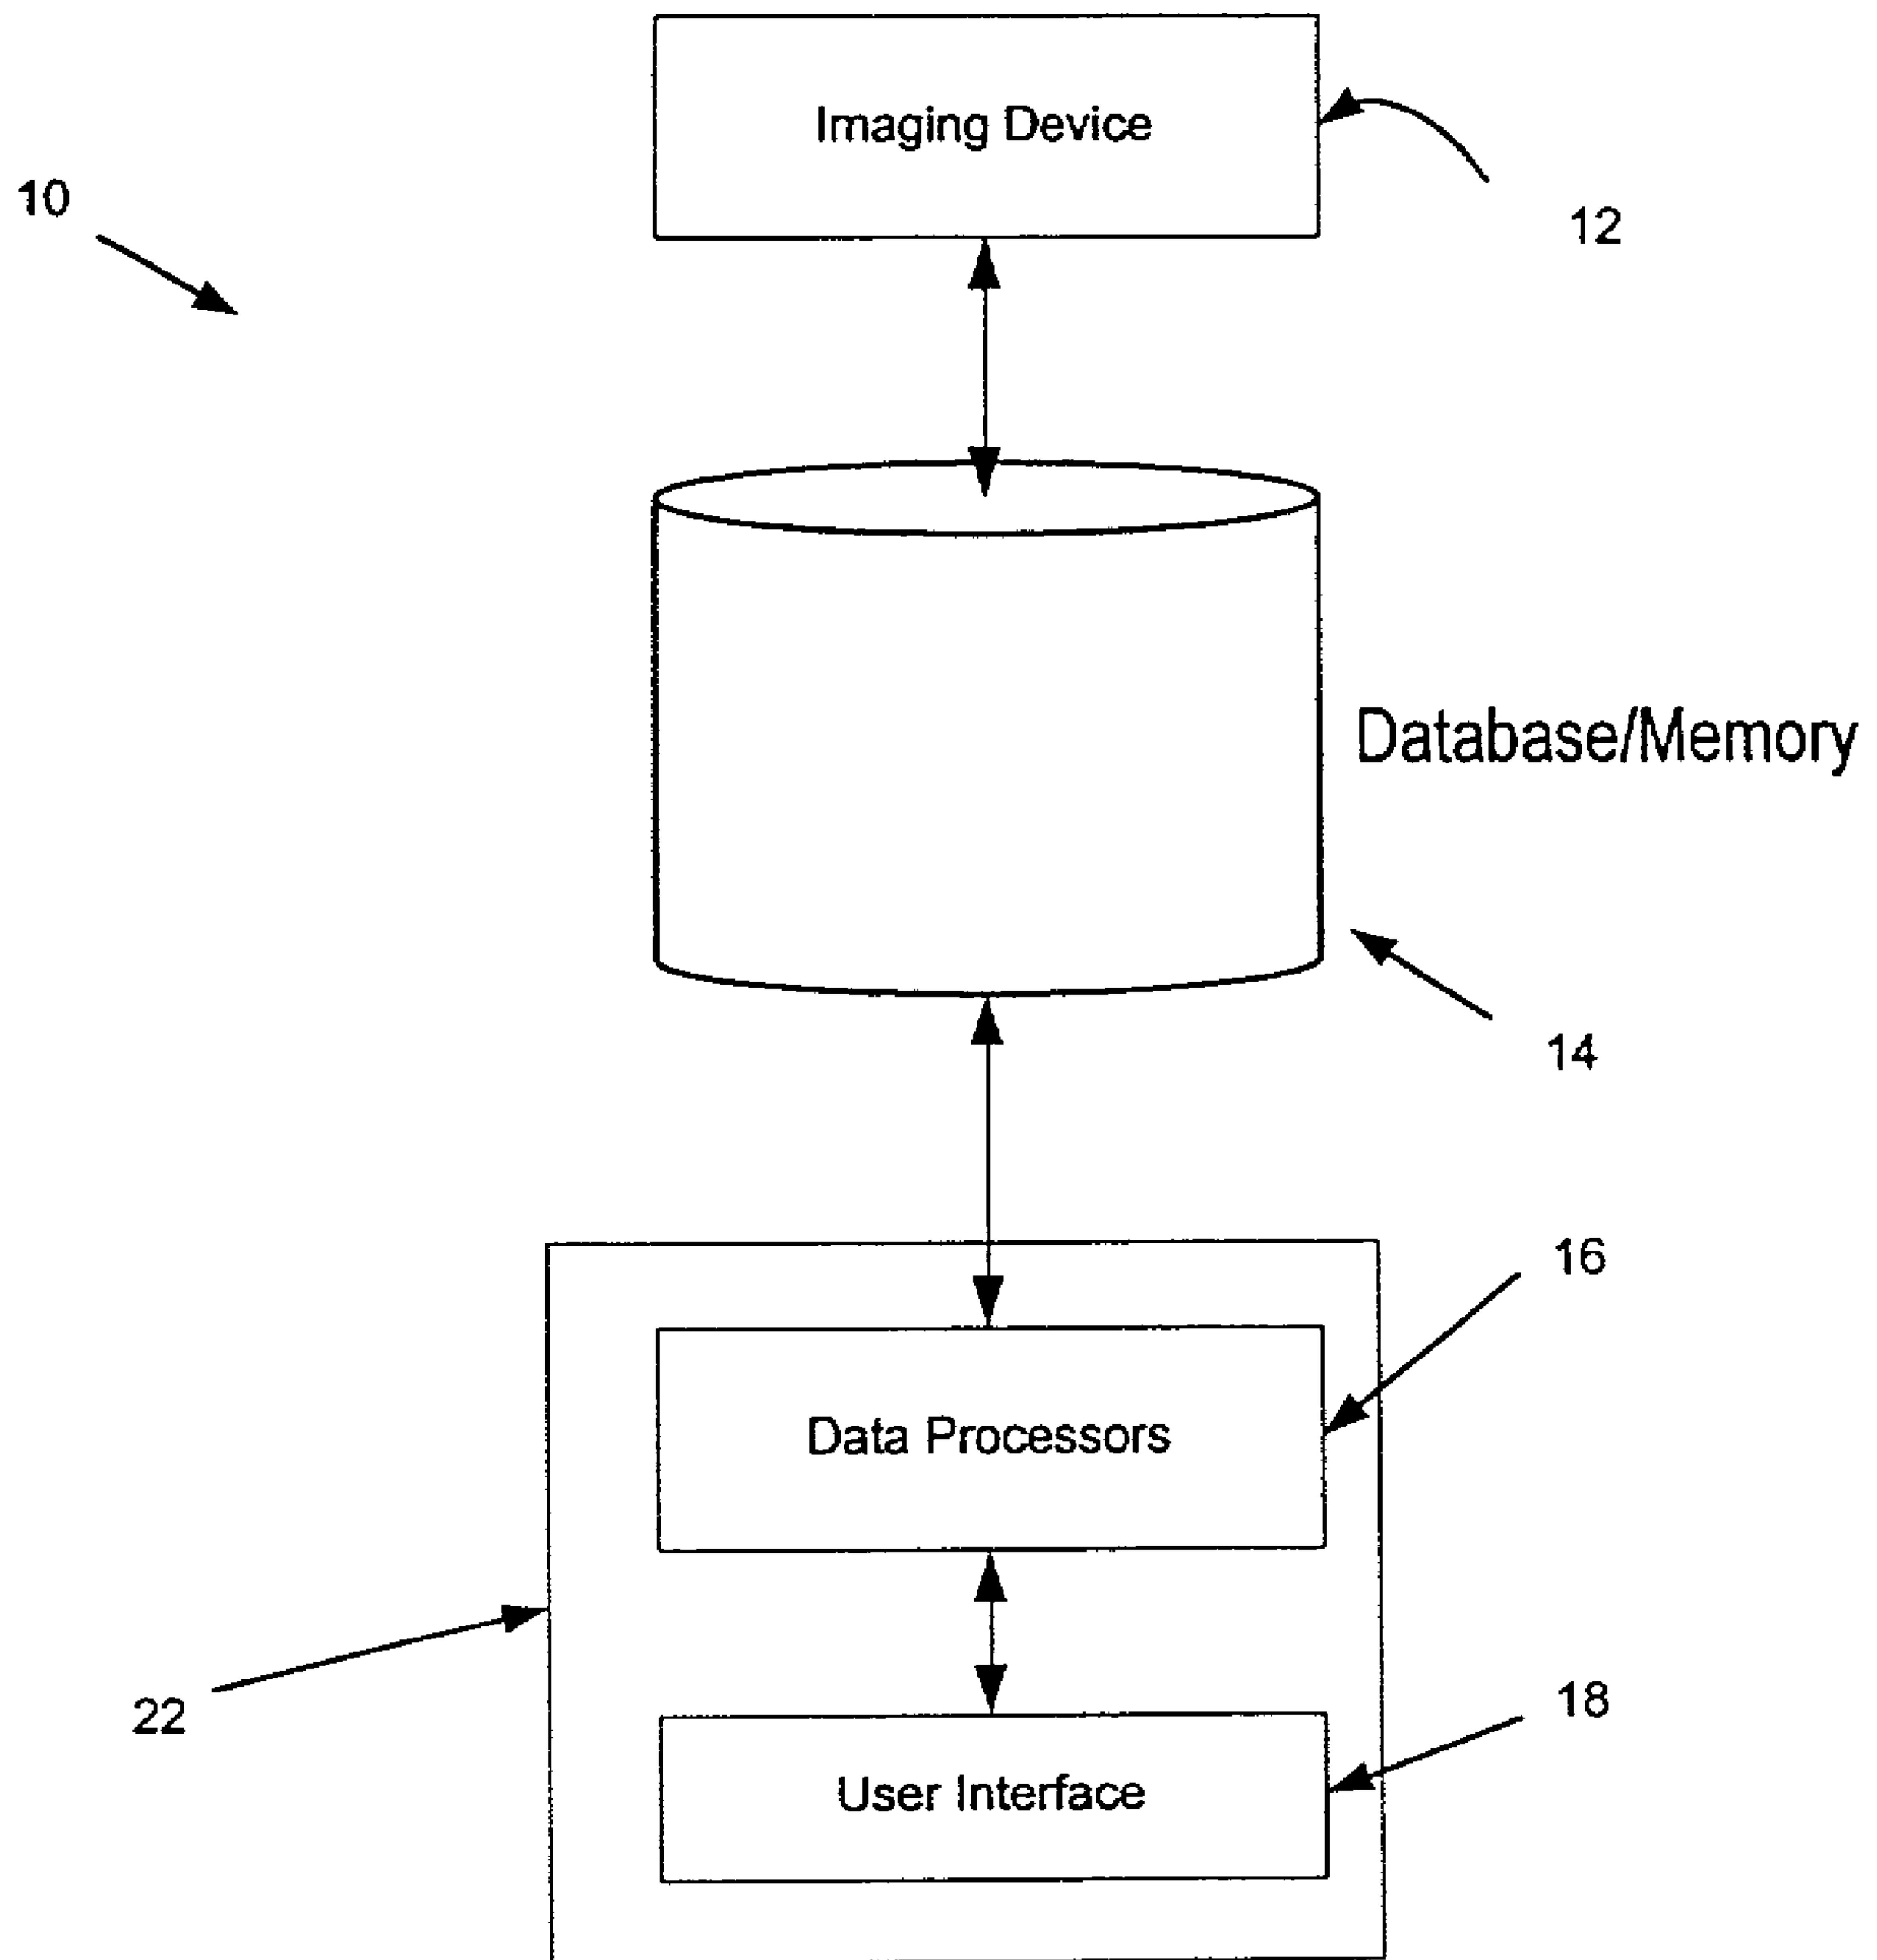 Imaging Device
10
12
Database/Memory
14
16
Data Processors
22
18
User Interface